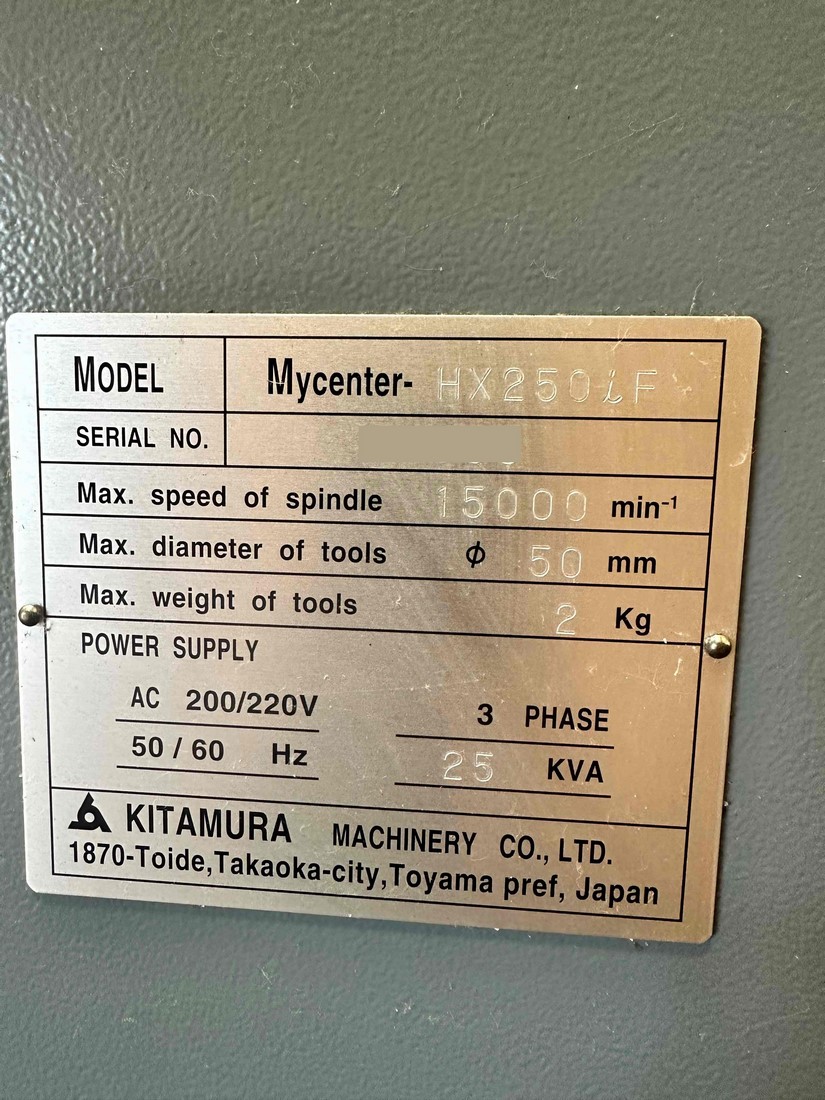 MODEL Mycenter- HX250iF
SERIAL NO.
Max. speed of spindle 15000 min⁻¹
Max. diameter of tools ϕ 50 mm
Max. weight of tools 2 Kg
POWER SUPPLY
AC 200/220V 3 PHASE
50 / 60 Hz 25 KVA
KITAMURA MACHINERY CO., LTD.
1870-Toide,Takaoka-city,Toyama pref, Japan